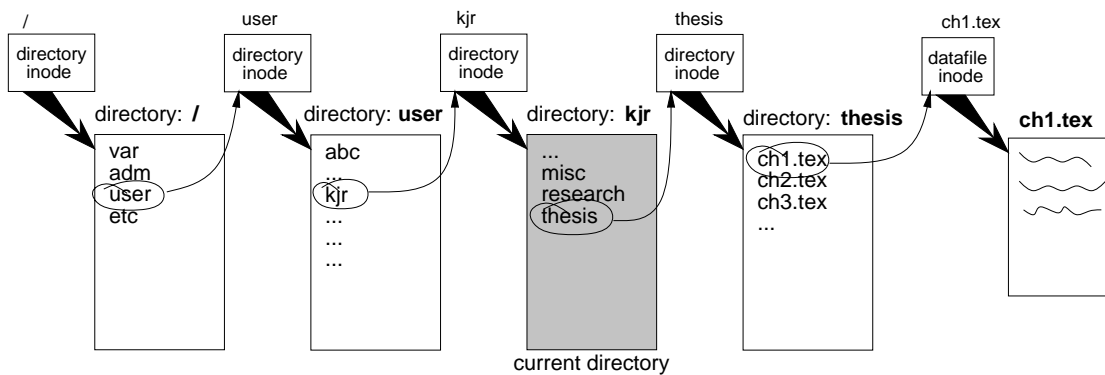 /
directory
inode
directory: /
var
adm
user
etc
user
directory
inode
directory: user
abc
...
kjr
...
...
...
kjr
directory
inode
directory: kjr
...
misc
research
thesis
current directory
thesis
directory
inode
directory: thesis
ch1.tex
ch2.tex
ch3.tex
...
ch1.tex
datafile
inode
ch1.tex